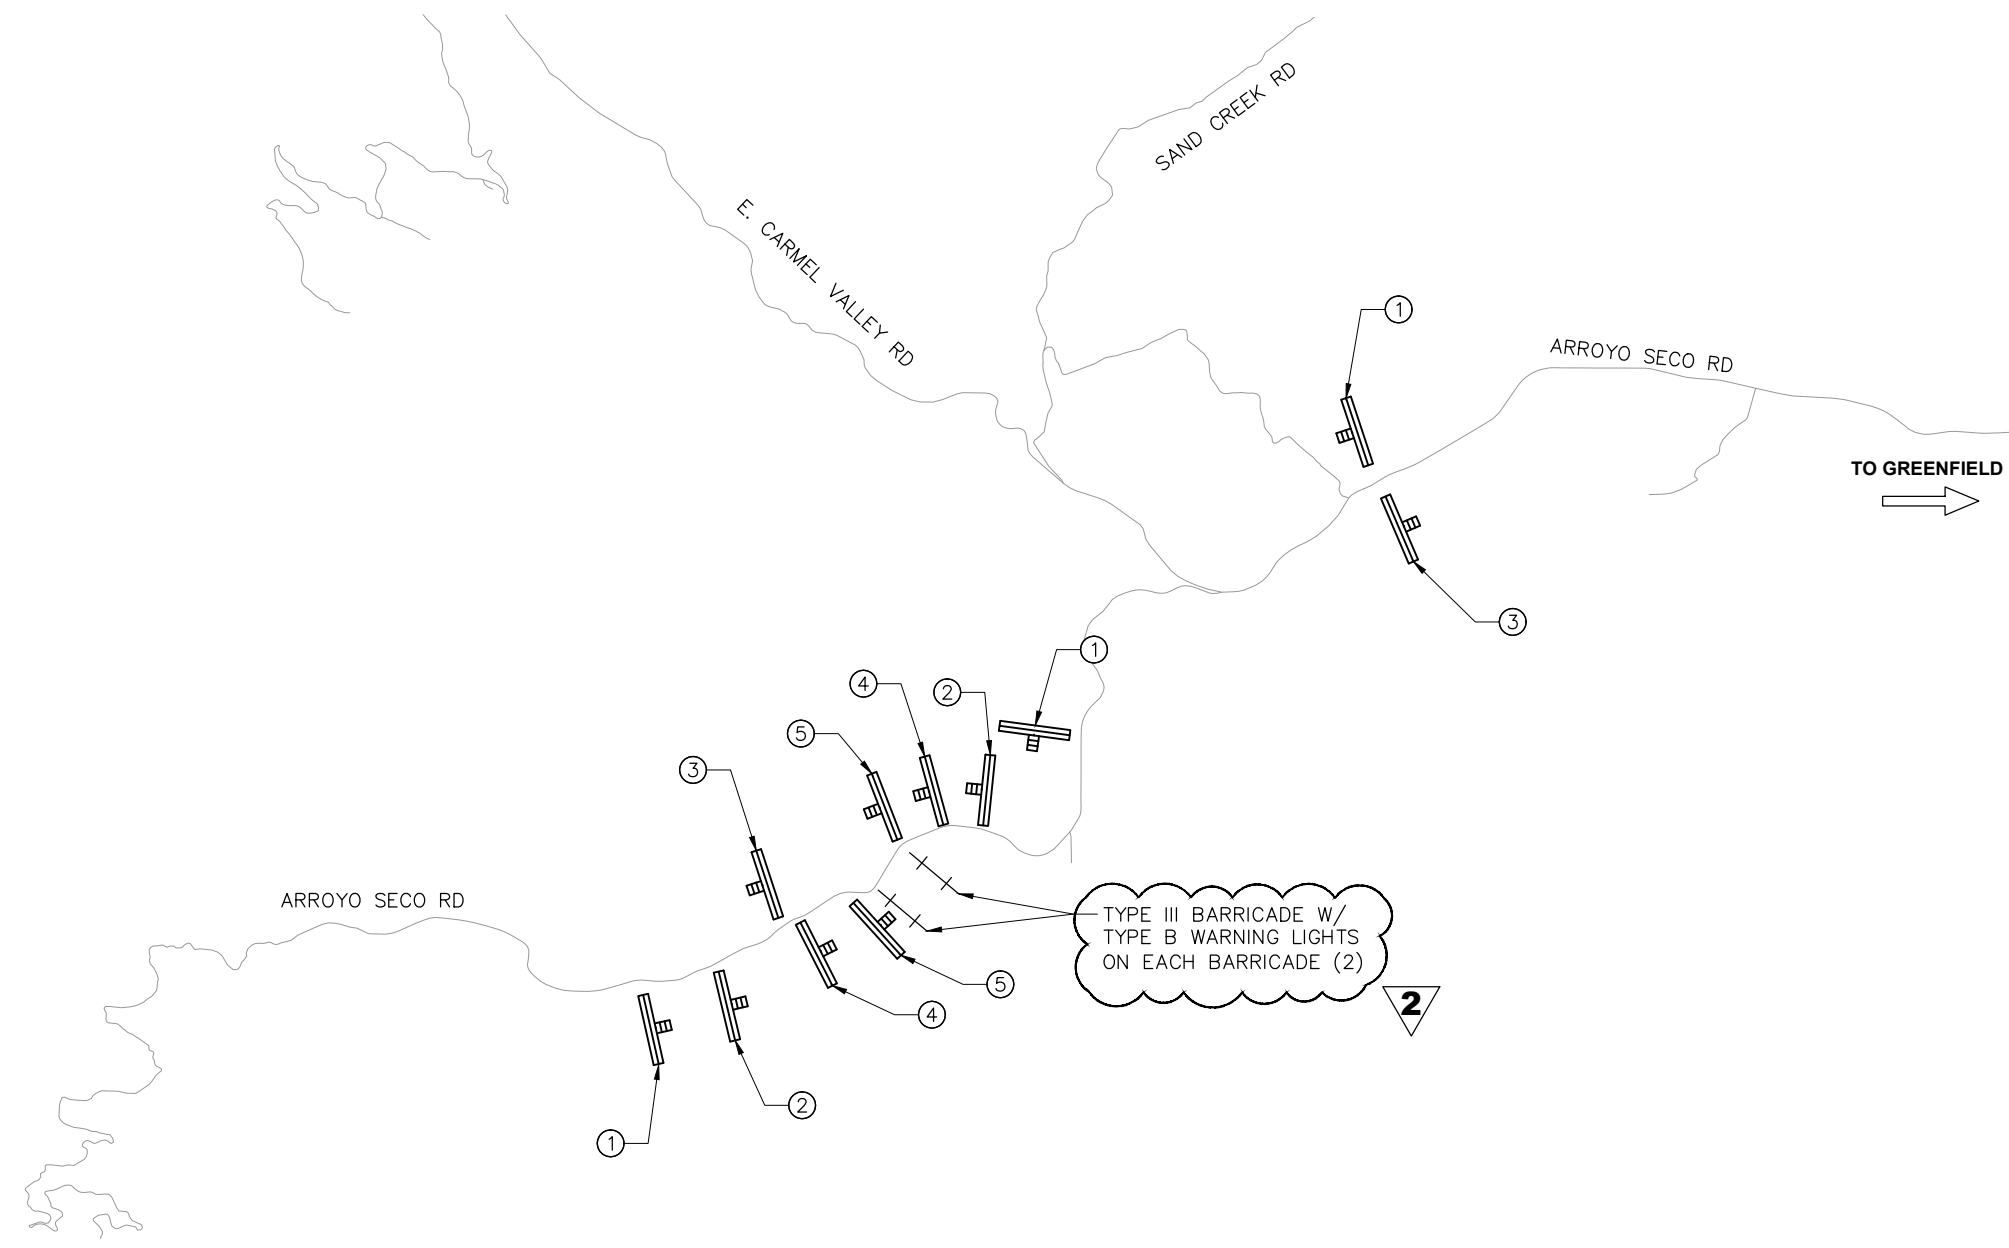 SAND CREEK RD
E. CARMEL VALLEY RD
1
ARROYO SECO RD
TO GREENFIELD
3
1
4
2
5
3
ARROYO SECO RD
TYPE III BARRICADE W/
TYPE B WARNING LIGHTS
ON EACH BARRICADE (2)
5
2
4
2
1